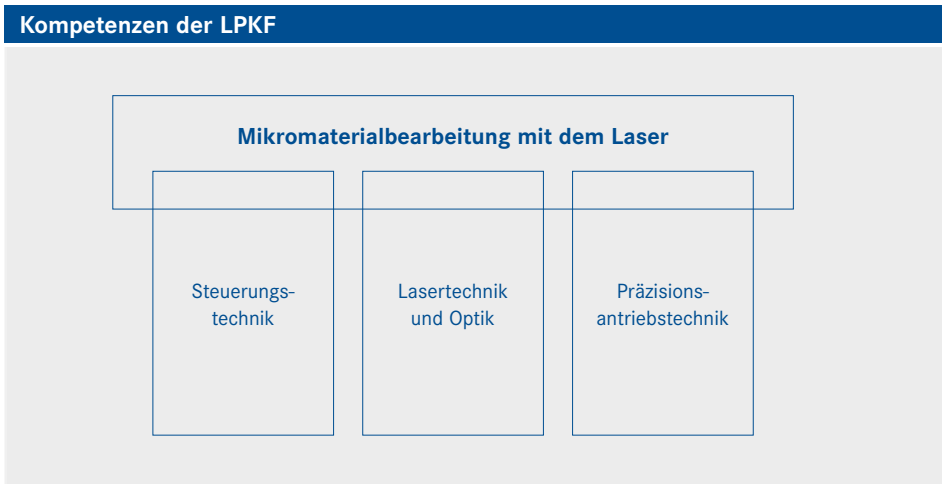 Kompetenzen der LPKF
Mikromaterialbearbeitung mit dem Laser
Steuerungs-
technik
Lasertechnik
und Optik
Präzisions-
antriebstechnik